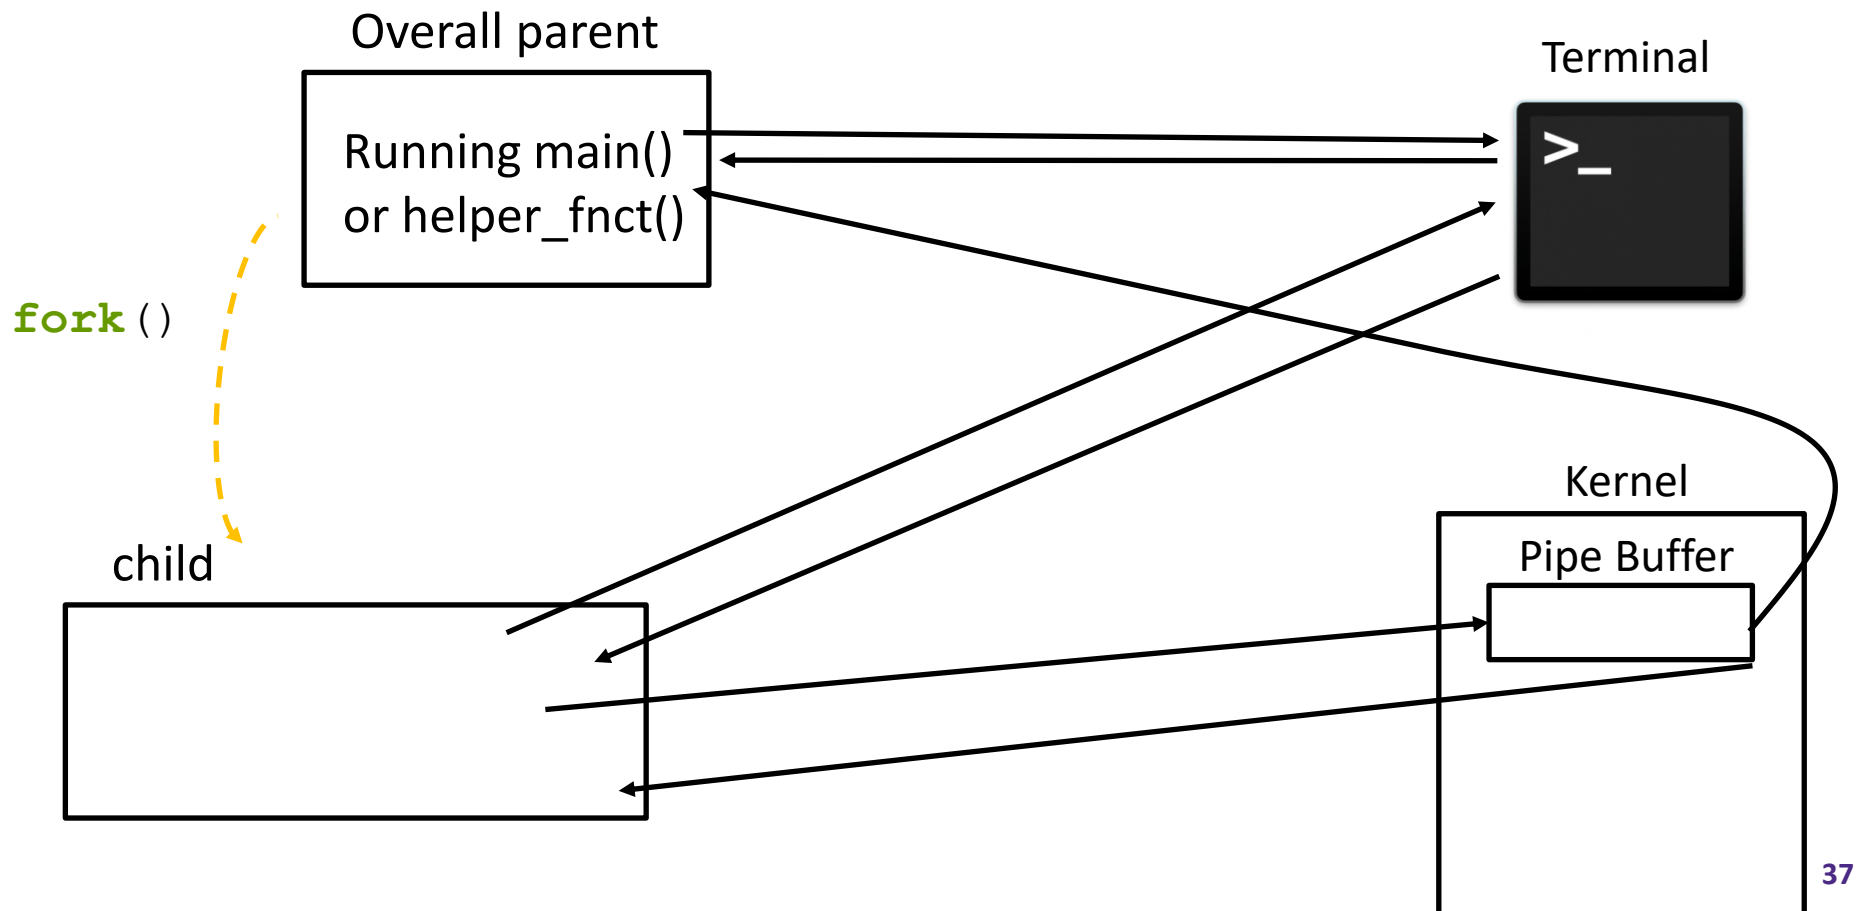 Overall parent
Terminal
>_
Running main()
or helper_fnct()
fork()
Kernel
Pipe Buffer
child
37